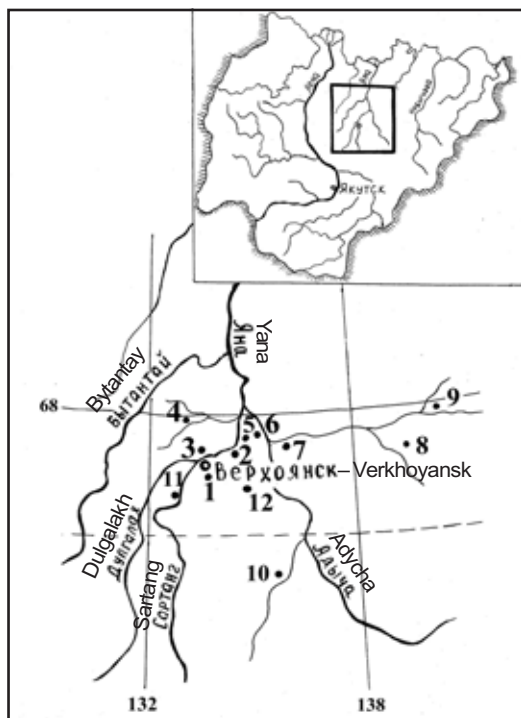 Якутск
Yana
Яна
Bytantay
Бытантай
68
9
4
6
5
8
3
2
7
Верхоянск – Verkhoyansk
11
1
12
Dulgalakh
Дулгалах
Sartang
Сартанг
Adycha
Адыча
10
132
138